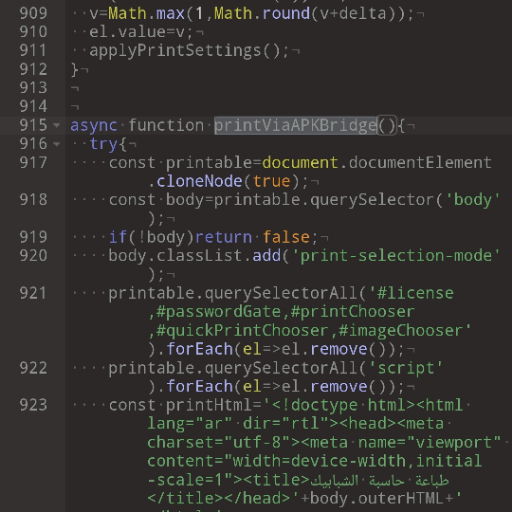 909 v=Math.max(1,Math.round(v+delta));¬
910 el.value=v;¬
911 applyPrintSettings();¬
912 }¬
913 ¬
914 ¬
915 async function printViaAPKBridge(){¬
916 try{¬
917 const printable=document.documentElement
.cloneNode(true);¬
918 const body=printable.querySelector('body'
);¬
919 if(!body)return false;¬
920 body.classList.add('print-selection-mode'
);¬
921 printable.querySelectorAll('#license
,#passwordGate,#printChooser
,#quickPrintChooser,#imageChooser'
).forEach(el=>el.remove());¬
922 printable.querySelectorAll('script'
).forEach(el=>el.remove());¬
923 const printHtml='<!doctype html><html
lang="ar" dir="rtl"><head><meta
charset="utf-8"><meta name="viewport"
content="width=device-width,initial
-scale=1"><title>طباعة حاسبة الشبابيك
</title></head>'+body.outerHTML+'